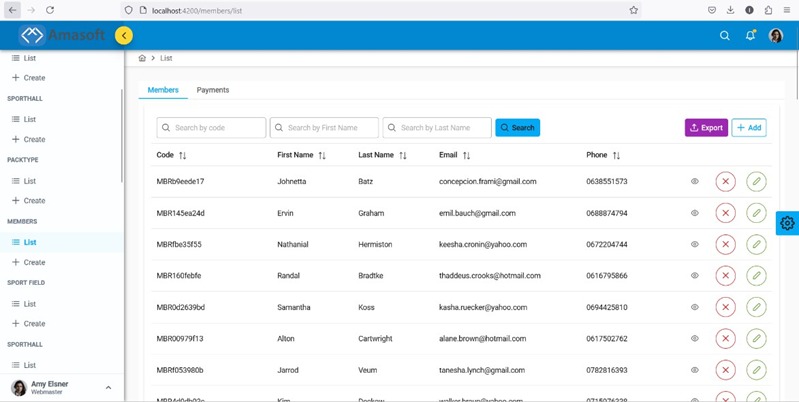 localhost:4200/members/list
Amasoft
List
Create
SPORTHALL
List
Create
PACKTYPE
List
Create
MEMBERS
List
Create
SPORT FIELD
List
Create
SPORTHALL
List
Amy Elsner
Webmaster
List
Members Payments
Search by code Search by First Name Search by Last Name Search Export Add
Code First Name Last Name Email Phone
MBRb9eede17 Johnetta Batz concepcion.frami@gmail.com 0638551573
MBR145ea24d Ervin Graham emil.bauch@gmail.com 0688874794
MBRfbe35f55 Nathanial Hermiston keesha.cronin@yahoo.com 0672204744
MBR160febfe Randal Bradtke thaddeus.crooks@hotmail.com 0616795866
MBR0d2639bd Samantha Koss kasha.ruecker@yahoo.com 0694425810
MBR00979f13 Alton Cartwright alane.brown@hotmail.com 0617502762
MBRf053980b Jarrod Veum tanesha.lynch@gmail.com 0782816393